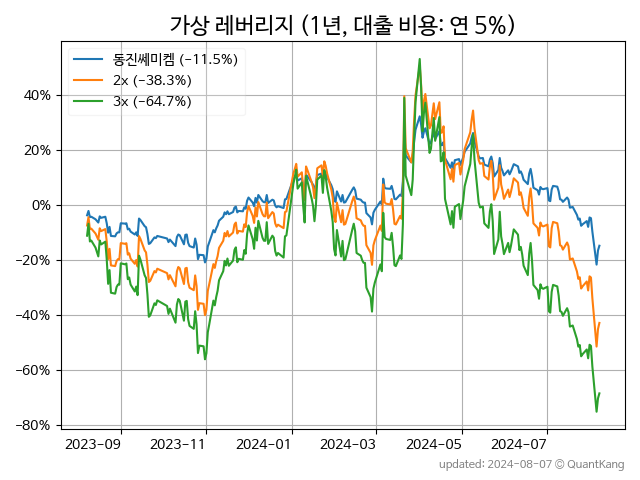 가상 레버리지 (1년, 대출 비용: 연 5%)
동진쎄미켐 (−11.5%)
2x (−38.3%)
3x (−64.7%)
40%
20%
0%
−20%
−40%
−60%
−80%
2023-09 2023-11 2024-01 2024-03 2024-05 2024-07
updated: 2024-08-07 © QuantKang